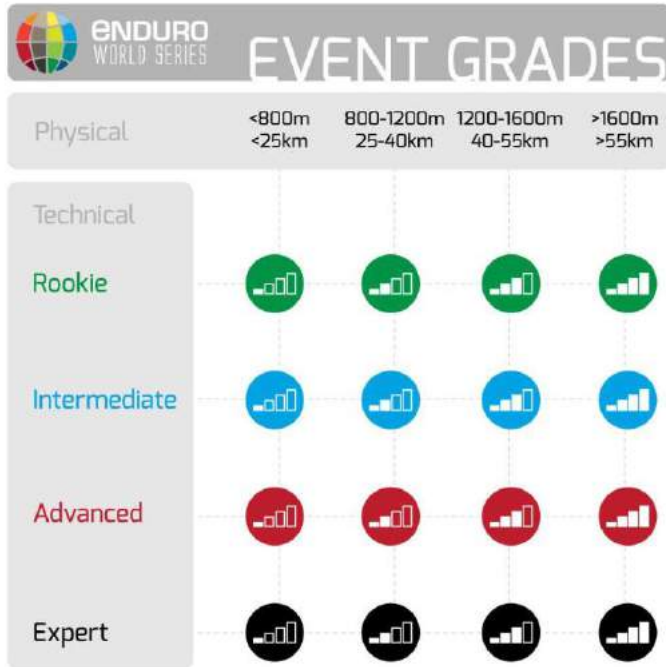 ENDURO
WORLD SERIES
EVENT GRADES
Physical
<800m 800-1200m 1200-1600m >1600m
<25km 25-40km 40-55km >55km
Technical
Rookie
Intermediate
Advanced
Expert